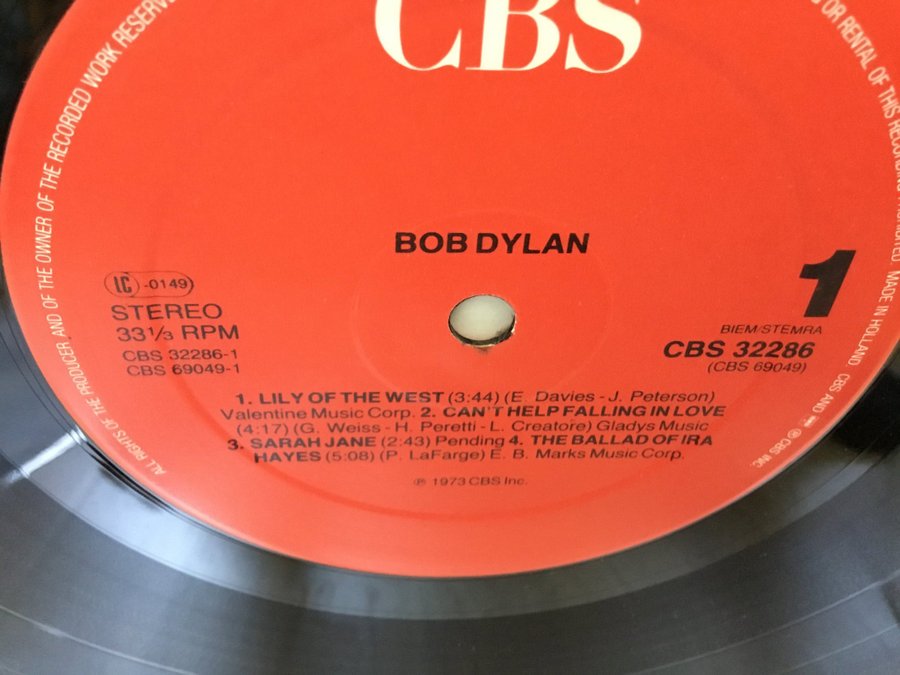 CBS
ALL RIGHTS OF THE PRODUCER AND OF THE OWNER OF THE RECORDED WORK RESERVE
OR RENTAL OF THIS RECORDING PROHIBITED. MADE IN HOLLAND. CBS AND
℗ CBS INC.
BOB DYLAN
LC -0149
STEREO
33⅓ RPM
CBS 32286-1
CBS 69049-1
1
BIEM/STEMRA
CBS 32286
(CBS 69049)
1. LILY OF THE WEST (3:44) (E. Davies - J. Peterson)
Valentine Music Corp. 2. CAN'T HELP FALLING IN LOVE
(4:17) (G. Weiss - H. Peretti - L. Creatore) Gladys Music
3. SARAH JANE (2:43) Pending 4. THE BALLAD OF IRA
HAYES (5:08) (P. LaFarge) E. B. Marks Music Corp.
℗ 1973 CBS Inc.